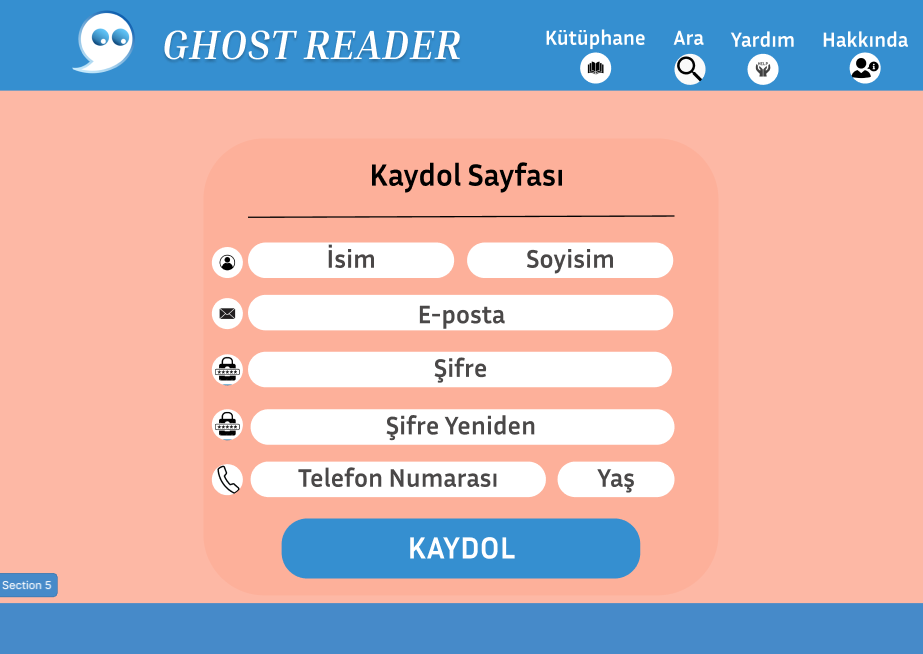 GHOST READER
Kütüphane Ara Yardım Hakkında
HELP
Kaydol Sayfası
İsim Soyisim
E-posta
Şifre
Şifre Yeniden
Telefon Numarası Yaş
KAYDOL
Section 5